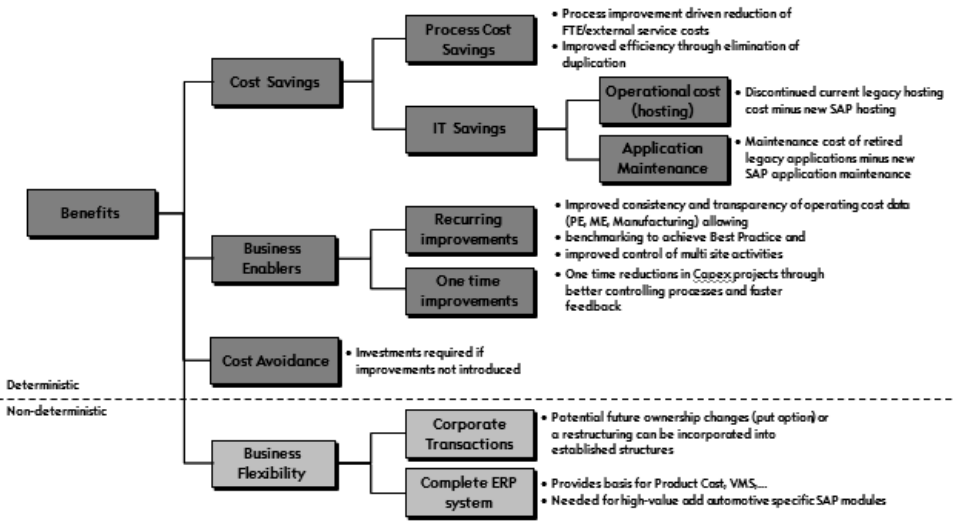 Process Cost
Savings
• Process improvement driven reduction of
FTE/external service costs
• Improved efficiency through elimination of
duplication
Cost Savings
IT Savings
Operational cost
(hosting)
• Discontinued current legacy hosting
cost minus new SAP hosting
Application
Maintenance
• Maintenance cost of retired
legacy applications minus new
SAP application maintenance
Benefits
Business
Enablers
Recurring
improvements
• Improved consistency and transparency of operating cost data
(PE, ME, Manufacturing) allowing
• benchmarking to achieve Best Practice and
• improved control of multi site activities
One time
improvements
• One time reductions in Capex projects through
better controlling processes and faster
feedback
Cost Avoidance
• Investments required if
improvements not introduced
Deterministic
Non-deterministic
Business
Flexibility
Corporate
Transactions
• Potential future ownership changes (put option) or
a restructuring can be incorporated into
established structures
Complete ERP
system
• Provides basis for Product Cost, VMS,...
• Needed for high-value add automotive specific SAP modules